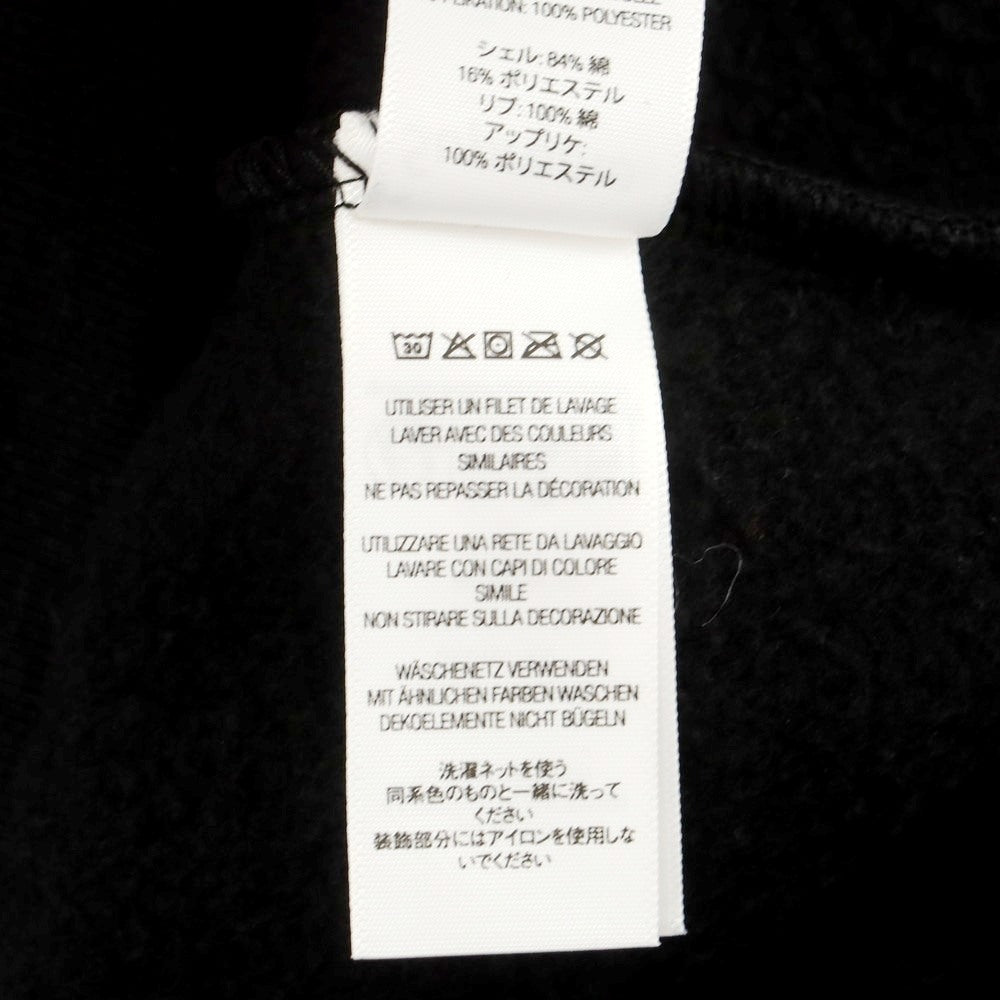 100% POLYESTER
シェル: 84% 綿
16% ポリエステル
リブ: 100% 綿
アップリケ:
100% ポリエステル
30
UTILISER UN FILET DE LAVAGE
LAVER AVEC DES COULEURS
SIMILAIRES
NE PAS REPASSER LA DÉCORATION
UTILIZZARE UNA RETE DA LAVAGGIO
LAVARE CON CAPI DI COLORE
SIMILE
NON STIRARE SULLA DECORAZIONE
WÄSCHENETZ VERWENDEN
MIT ÄHNLICHEN FARBEN WASCHEN
DEKOELEMENTE NICHT BÜGELN
洗濯ネットを使う
同系色のものと一緒に洗って
ください
装飾部分にはアイロンを使用しな
いでください